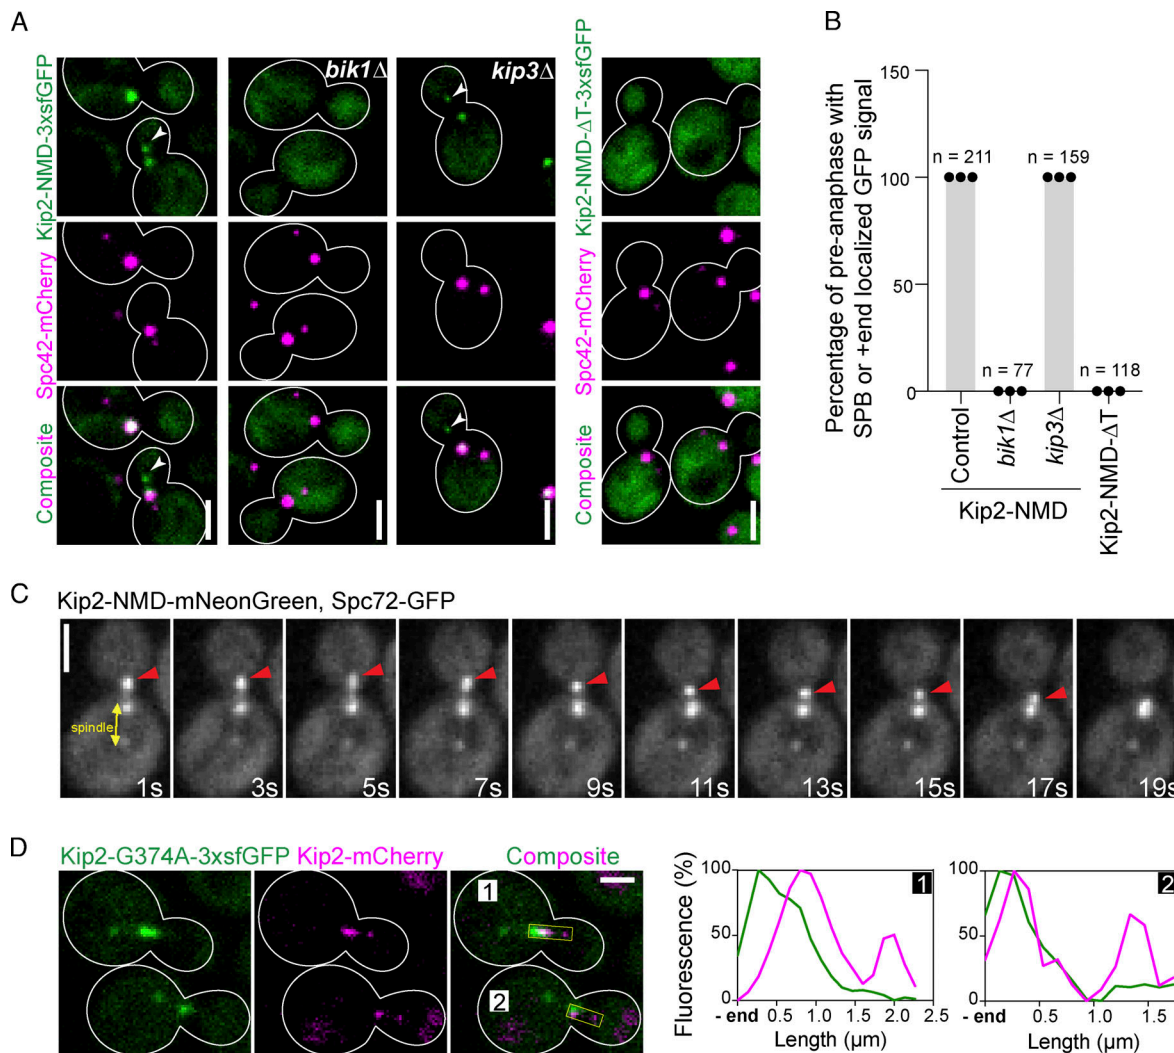 A
bik1Δ
kip3Δ
Kip2-NMD-3xsfGFP
Kip2-NMD-ΔT-3xsfGFP
Spc42-mCherry
Spc42-mCherry
Composite
Composite
B
Percentage of pre-anaphase with
SPB or +end localized GFP signal
150
100
50
0
n = 211
n = 77
n = 159
n = 118
Control
bik1Δ
kip3Δ
Kip2-NMD-ΔT
Kip2-NMD
C
Kip2-NMD-mNeonGreen, Spc72-GFP
spindle
1s
3s
5s
7s
9s
11s
13s
15s
17s
19s
D
Kip2-G374A-3xsfGFP
Kip2-mCherry
Composite
1
2
Fluorescence (%)
100
50
0
1
- end
0.5
1.0
1.5
2.0
2.5
Length (µm)
100
50
0
2
- end
0.5
1.0
1.5
Length (µm)